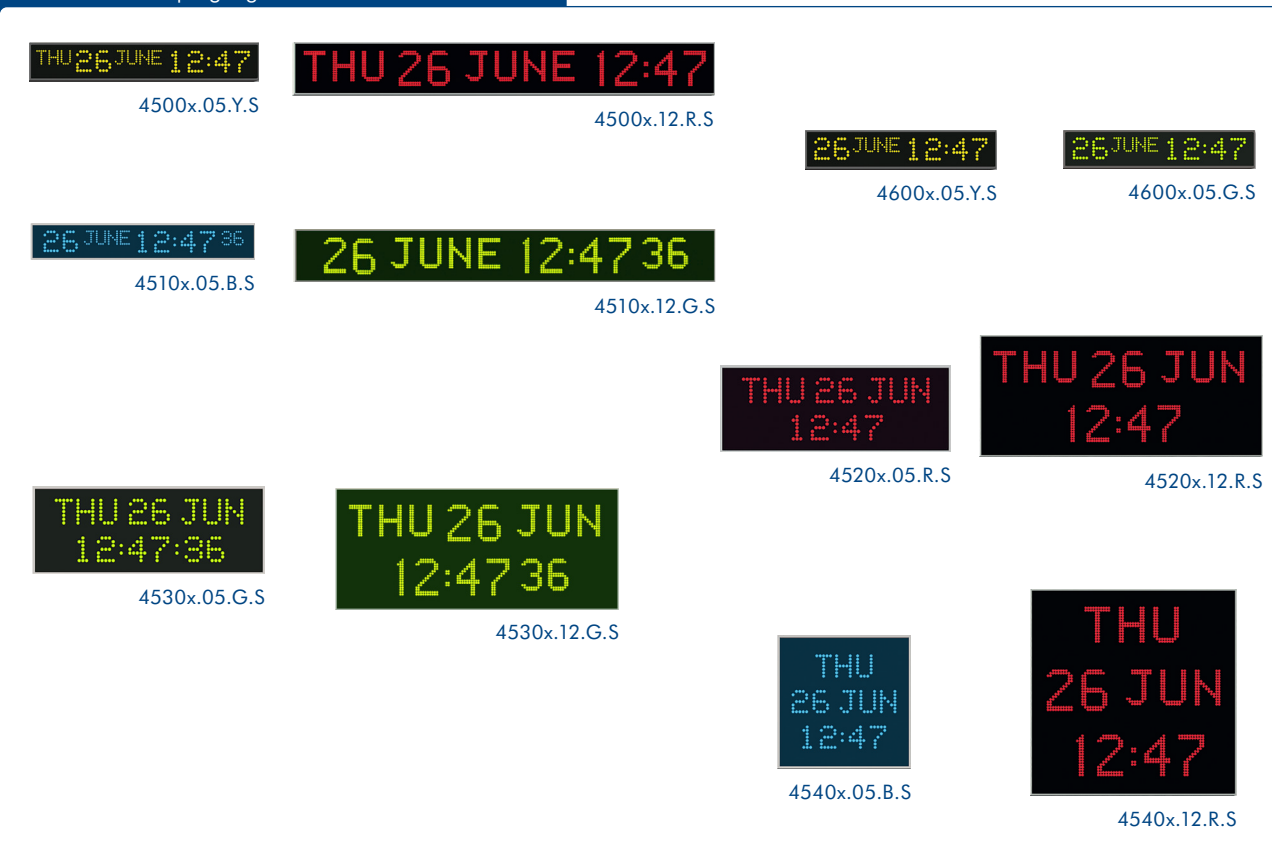 THU 26 JUNE 12:47
4500x.05.Y.S
THU 26 JUNE 12:47
4500x.12.R.S
26 JUNE 12:47
4600x.05.Y.S
26 JUNE 12:47
4600x.05.G.S
26 JUNE 12:47 36
4510x.05.B.S
26 JUNE 12:47 36
4510x.12.G.S
THU 26 JUN
12:47
4520x.05.R.S
THU 26 JUN
12:47
4520x.12.R.S
THU 26 JUN
12:47:36
4530x.05.G.S
THU 26 JUN
12:47 36
4530x.12.G.S
THU
26 JUN
12:47
4540x.05.B.S
THU
26 JUN
12:47
4540x.12.R.S